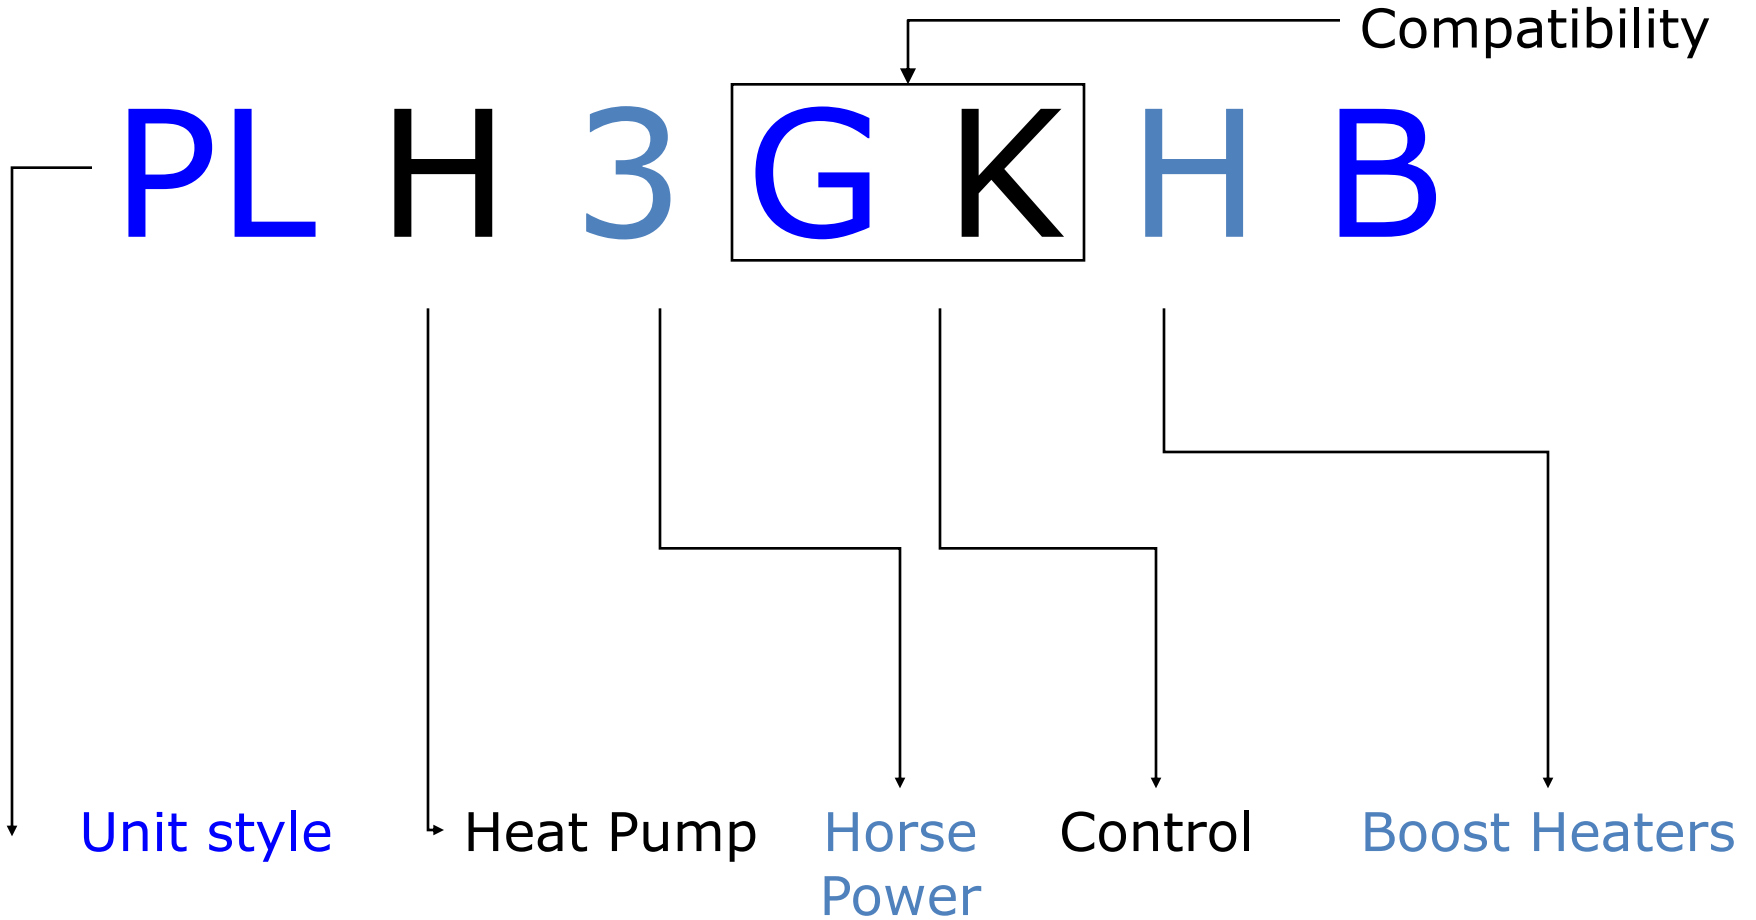 Compatibility
PL H 3 G K H B
Unit style Heat Pump Horse Control Boost Heaters
Power